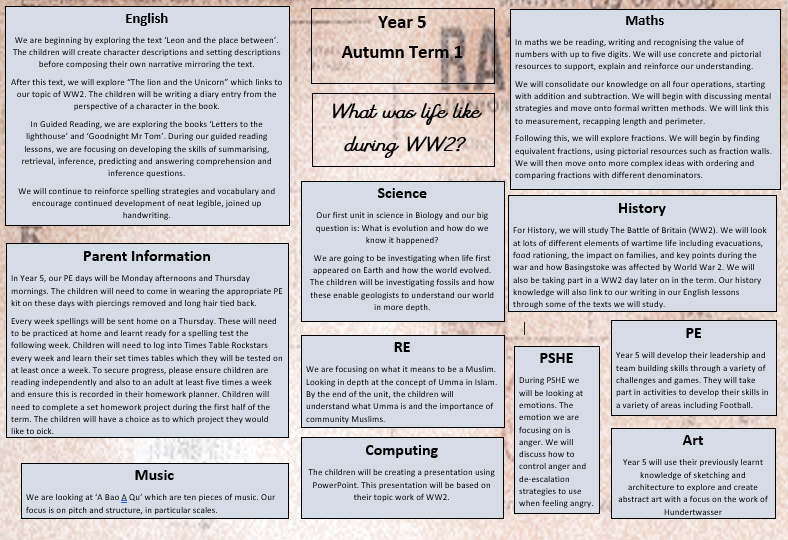 English
We are beginning by exploring the text ‘Leon and the place between’.
The children will create character descriptions and setting descriptions
before composing their own narrative mirroring the text.
After this text, we will explore “The lion and the Unicorn” which links to
our topic of WW2. The children will be writing a diary entry from the
perspective of a character in the book.
In Guided Reading, we are exploring the books ‘Letters to the
lighthouse’ and ‘Goodnight Mr Tom’. During our guided reading
lessons, we are focusing on developing the skills of summarising,
retrieval, inference, predicting and answering comprehension and
inference questions.
We will continue to reinforce spelling strategies and vocabulary and
encourage continued development of neat legible, joined up
handwriting.
Parent Information
In Year 5, our PE days will be Monday afternoons and Thursday
mornings. The children will need to come in wearing the appropriate PE
kit on these days with piercings removed and long hair tied back.
Every week spellings will be sent home on a Thursday. These will need
to be practiced at home and learnt ready for a spelling test the
following week. Children will need to log into Times Table Rockstars
every week and learn their set times tables which they will be tested on
at least once a week. To secure progress, please ensure children are
reading independently and also to an adult at least five times a week
and ensure this is recorded in their homework planner. Children will
need to complete a set homework project during the first half of the
term. The children will have a choice as to which project they would
like to pick.
Music
We are looking at ‘A Bao A Qu’ which are ten pieces of music. Our
focus is on pitch and structure, in particular scales.
Year 5
Autumn Term 1
What was life like
during WW2?
Science
Our first unit in science in Biology and our big
question is: What is evolution and how do we
know it happened?
We are going to be investigating when life first
appeared on Earth and how the world evolved.
The children will be investigating fossils and how
these enable geologists to understand our world
in more depth.
RE
We are focusing on what it means to be a Muslim.
Looking in depth at the concept of Umma in Islam.
By the end of the unit, the children will
understand what Umma is and the importance of
community Muslims.
Computing
The children will be creating a presentation using
PowerPoint. This presentation will be based on
their topic work of WW2.
Maths
In maths we be reading, writing and recognising the value of
numbers with up to five digits. We will use concrete and pictorial
resources to support, explain and reinforce our understanding.
We will consolidate our knowledge on all four operations, starting
with addition and subtraction. We will begin with discussing mental
strategies and move onto formal written methods. We will link this
to measurement, recapping length and perimeter.
Following this, we will explore fractions. We will begin by finding
equivalent fractions, using pictorial resources such as fraction walls.
We will then move onto more complex ideas with ordering and
comparing fractions with different denominators.
History
For History, we will study The Battle of Britain (WW2). We will look
at lots of different elements of wartime life including evacuations,
food rationing, the impact on families, and key points during the
war and how Basingstoke was affected by World War 2. We will
also be taking part in a WW2 day later on in the term. Our history
knowledge will also link to our writing in our English lessons
through some of the texts we will study.
PSHE
During PSHE we
will be looking at
emotions. The
emotion we are
focusing on is
anger. We will
discuss how to
control anger and
de-escalation
strategies to use
when feeling angry.
PE
Year 5 will develop their leadership and
team building skills through a variety of
challenges and games. They will take
part in activities to develop their skills in
a variety of areas including Football.
Art
Year 5 will use their previously learnt
knowledge of sketching and
architecture to explore and create
abstract art with a focus on the work of
Hundertwasser